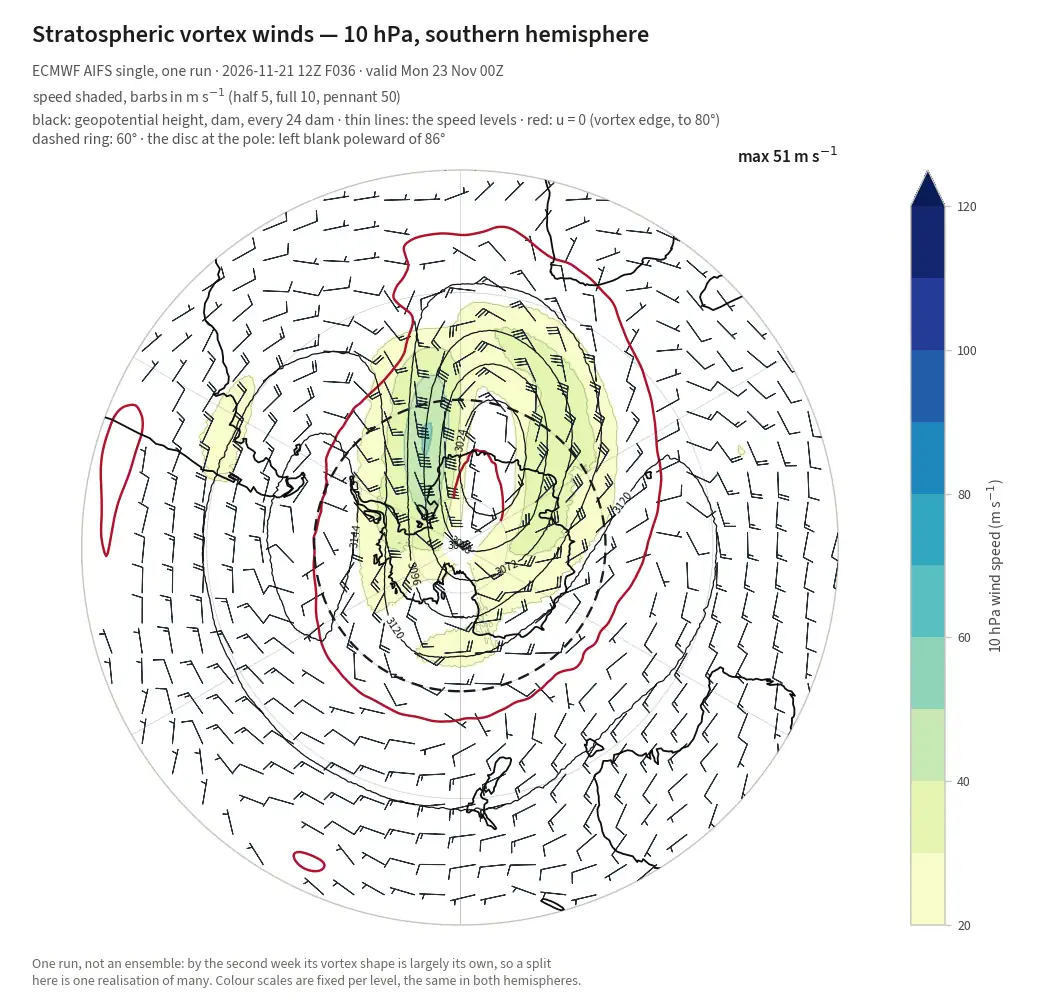 Stratospheric vortex winds — 10 hPa, southern hemisphere
ECMWF AIFS single, one run · 2026-11-21 12Z F036 · valid Mon 23 Nov 00Z
speed shaded, barbs in m s⁻¹ (half 5, full 10, pennant 50)
black: geopotential height, dam, every 24 dam · thin lines: the speed levels · red: u = 0 (vortex edge, to 80°)
dashed ring: 60° · the disc at the pole: left blank poleward of 86°
max 51 m s⁻¹
120
100
80
60
40
20
10 hPa wind speed (m s⁻¹)
3024
3120
3144
3072
3096
3120
One run, not an ensemble: by the second week its vortex shape is largely its own, so a split
here is one realisation of many. Colour scales are fixed per level, the same in both hemispheres.